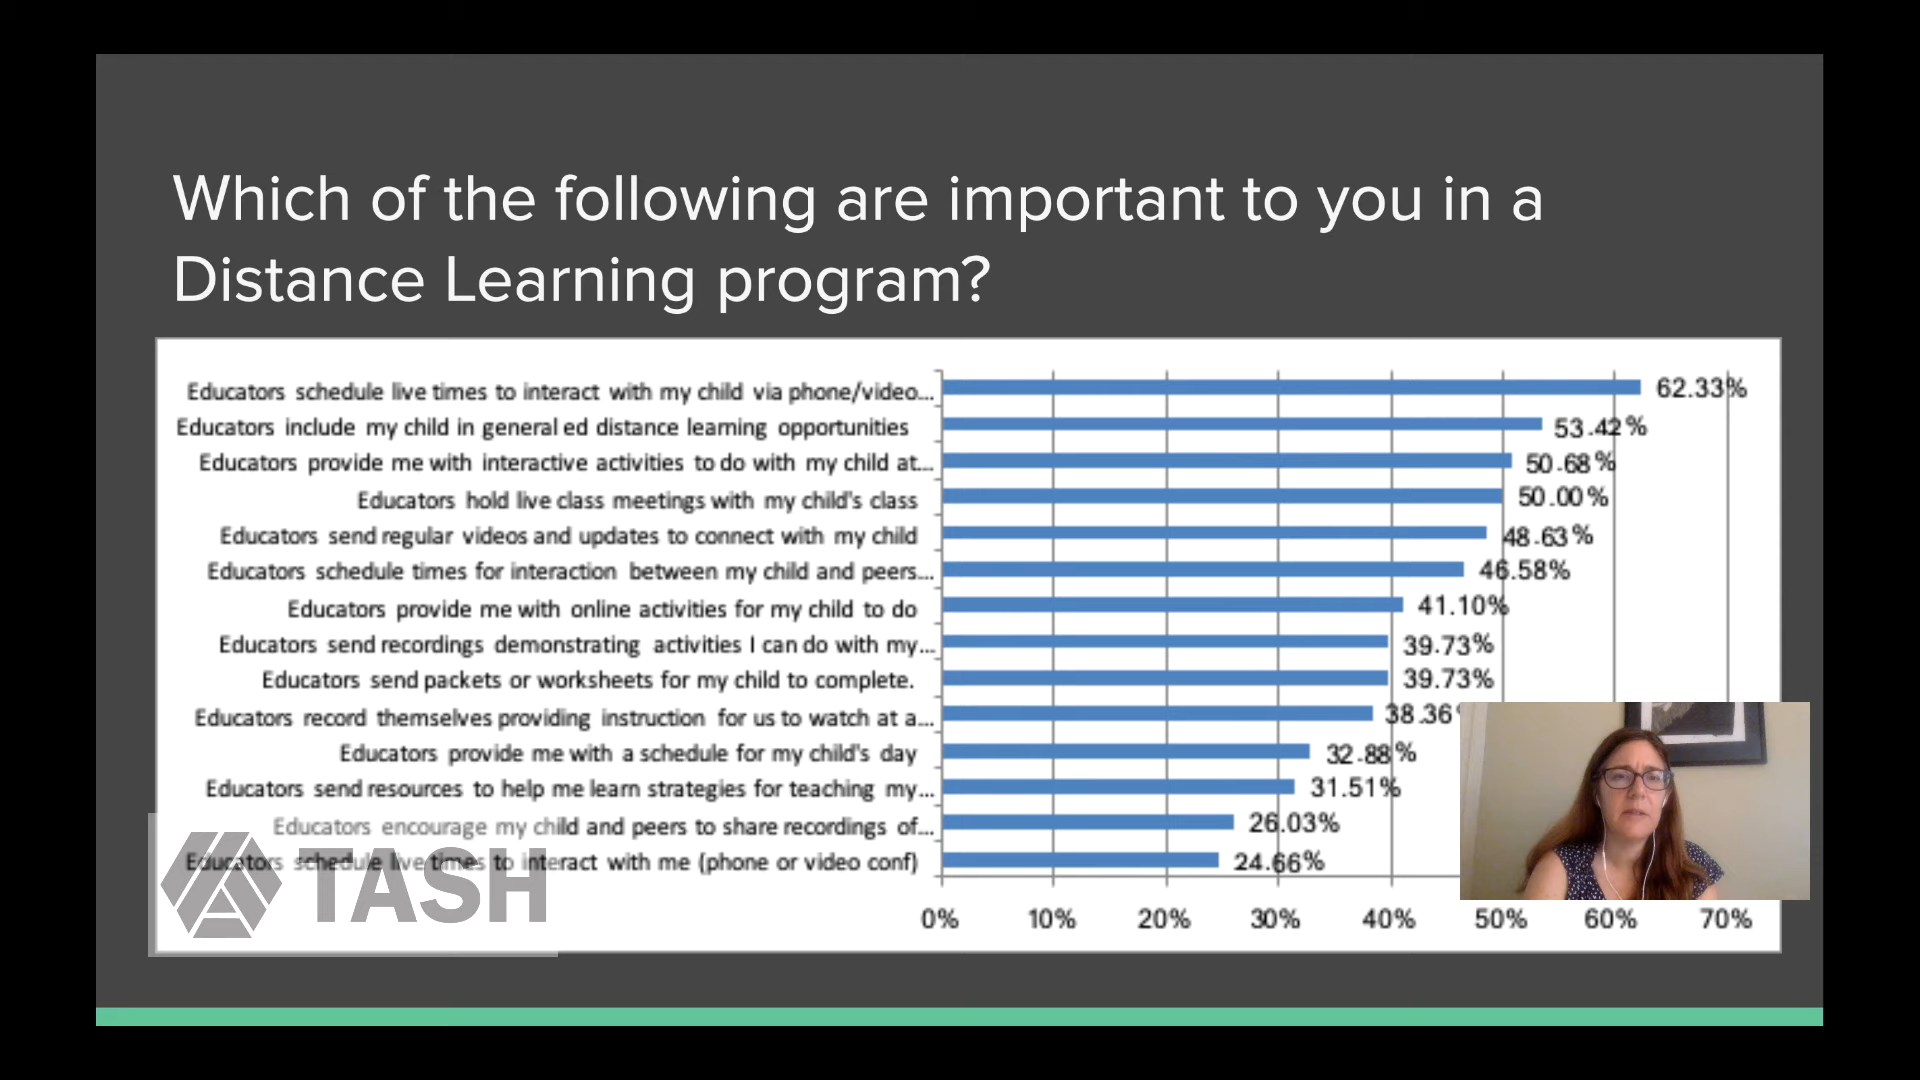 Which of the following are important to you in a
Distance Learning program?
Educators schedule live times to interact with my child via phone/video... 62.33%
Educators include my child in general ed distance learning opportunities 53.42%
Educators provide me with interactive activities to do with my child at... 50.68%
Educators hold live class meetings with my child's class 50.00%
Educators send regular videos and updates to connect with my child 48.63%
Educators schedule times for interaction between my child and peers... 46.58%
Educators provide me with online activities for my child to do 41.10%
Educators send recordings demonstrating activities I can do with my... 39.73%
Educators send packets or worksheets for my child to complete. 39.73%
Educators record themselves providing instruction for us to watch at a... 38.36
Educators provide me with a schedule for my child's day 32.88%
Educators send resources to help me learn strategies for teaching my... 31.51%
Educators encourage my child and peers to share recordings of... 26.03%
Educators schedule live times to interact with me (phone or video conf) 24.66%
TASH
0% 10% 20% 30% 40% 50% 60% 70%